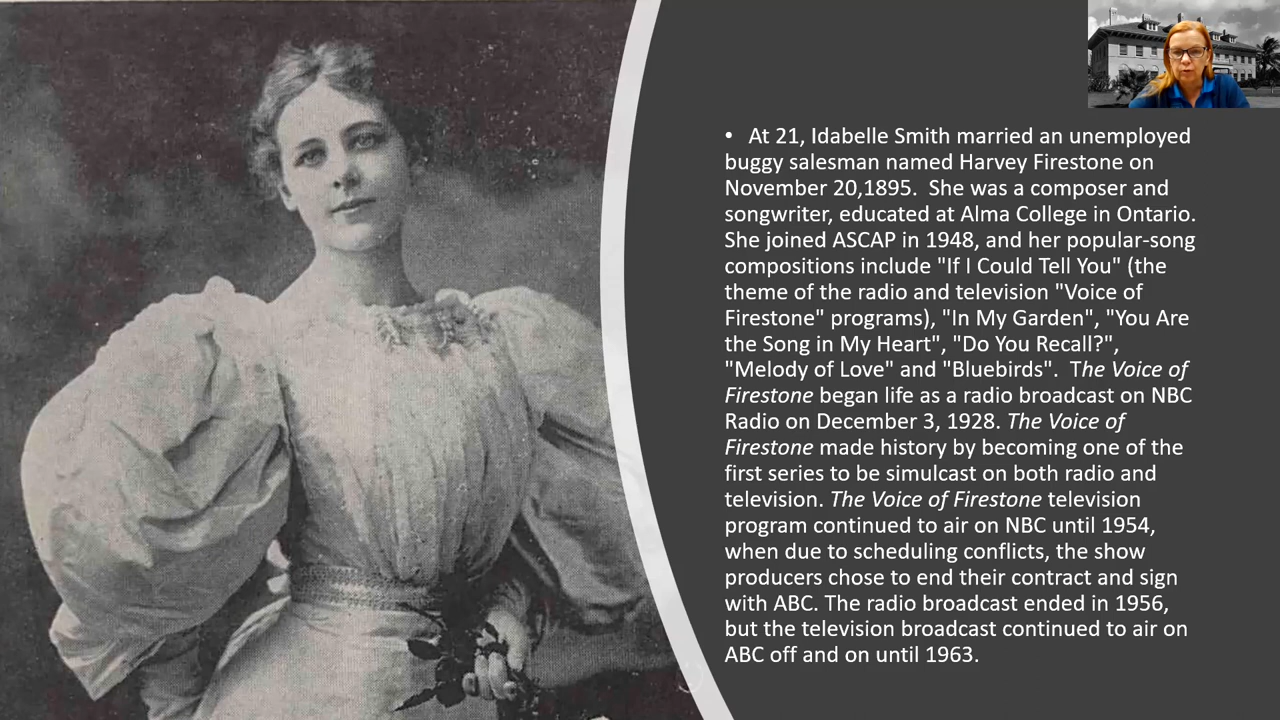 • At 21, Idabelle Smith married an unemployed
buggy salesman named Harvey Firestone on
November 20,1895.  She was a composer and
songwriter, educated at Alma College in Ontario.
She joined ASCAP in 1948, and her popular-song
compositions include "If I Could Tell You" (the
theme of the radio and television "Voice of
Firestone" programs), "In My Garden", "You Are
the Song in My Heart", "Do You Recall?",
"Melody of Love" and "Bluebirds".  The Voice of
Firestone began life as a radio broadcast on NBC
Radio on December 3, 1928. The Voice of
Firestone made history by becoming one of the
first series to be simulcast on both radio and
television. The Voice of Firestone television
program continued to air on NBC until 1954,
when due to scheduling conflicts, the show
producers chose to end their contract and sign
with ABC. The radio broadcast ended in 1956,
but the television broadcast continued to air on
ABC off and on until 1963.